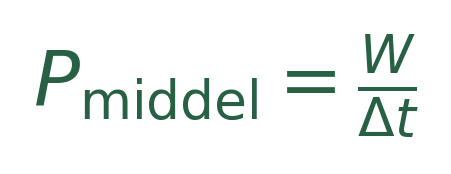 P_middel = W/Δt